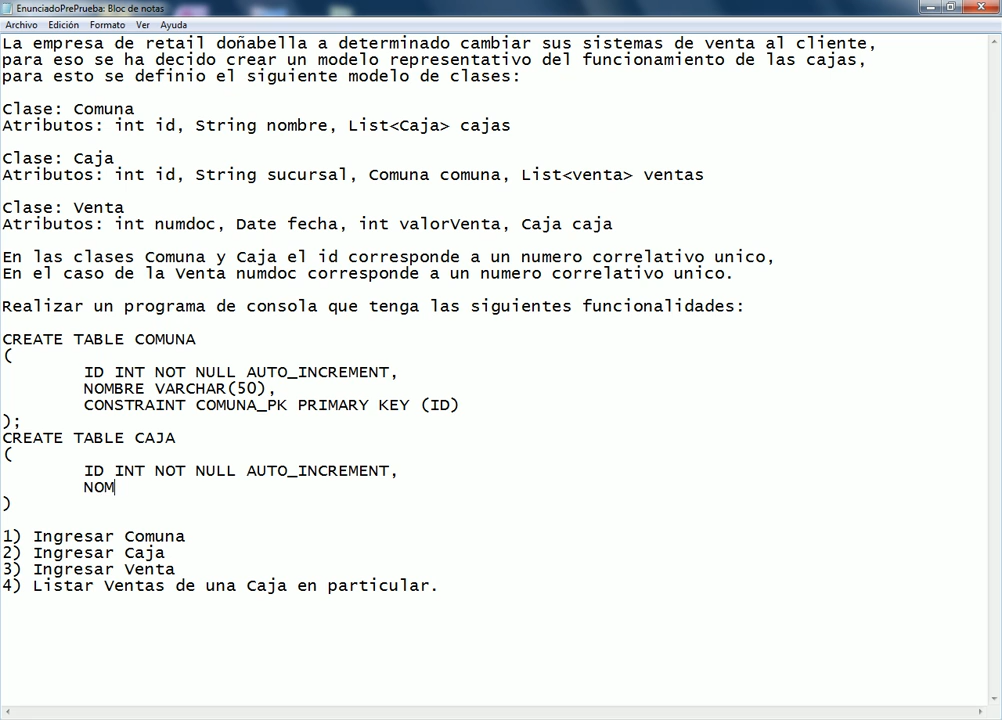 EnunciadoPrePrueba: Bloc de notas
Archivo Edición Formato Ver Ayuda
La empresa de retail doñabella a determinado cambiar sus sistemas de venta al cliente,
para eso se ha decido crear un modelo representativo del funcionamiento de las cajas,
para esto se definio el siguiente modelo de clases:
Clase: Comuna
Atributos: int id, String nombre, List<Caja> cajas
Clase: Caja
Atributos: int id, String sucursal, Comuna comuna, List<venta> ventas
Clase: Venta
Atributos: int numdoc, Date fecha, int valorVenta, Caja caja
En las clases Comuna y Caja el id corresponde a un numero correlativo unico,
En el caso de la Venta numdoc corresponde a un numero correlativo unico.
Realizar un programa de consola que tenga las siguientes funcionalidades:
CREATE TABLE COMUNA
(
ID INT NOT NULL AUTO_INCREMENT,
NOMBRE VARCHAR(50),
CONSTRAINT COMUNA_PK PRIMARY KEY (ID)
);
CREATE TABLE CAJA
(
ID INT NOT NULL AUTO_INCREMENT,
NOM
)
1) Ingresar Comuna
2) Ingresar Caja
3) Ingresar Venta
4) Listar Ventas de una Caja en particular.